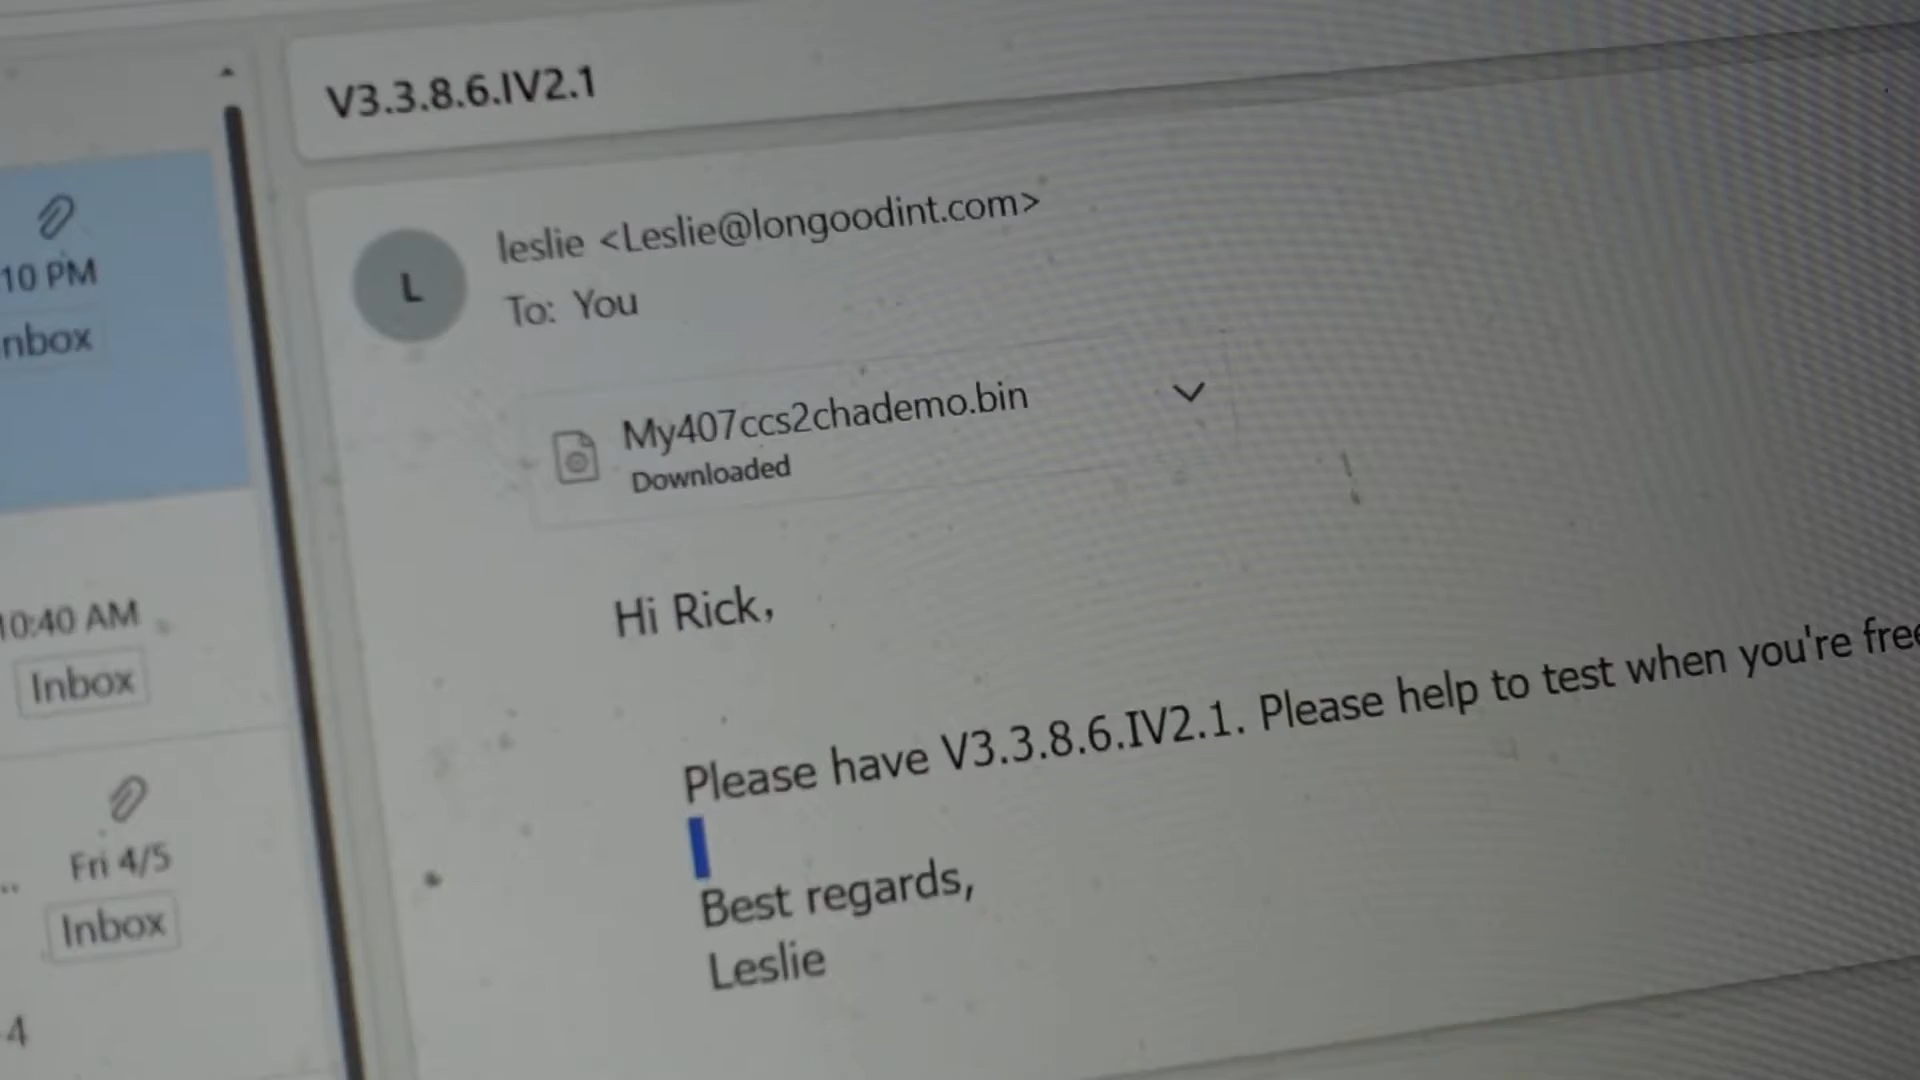 V3.3.8.6.IV2.1
10 PM
nbox
L
leslie <Leslie@longoodint.com>
To: You
My407ccs2chademo.bin
Downloaded
10:40 AM
Inbox
Hi Rick,
Please have V3.3.8.6.IV2.1. Please help to test when you're free
Fri 4/5
Inbox
Best regards,
Leslie
4